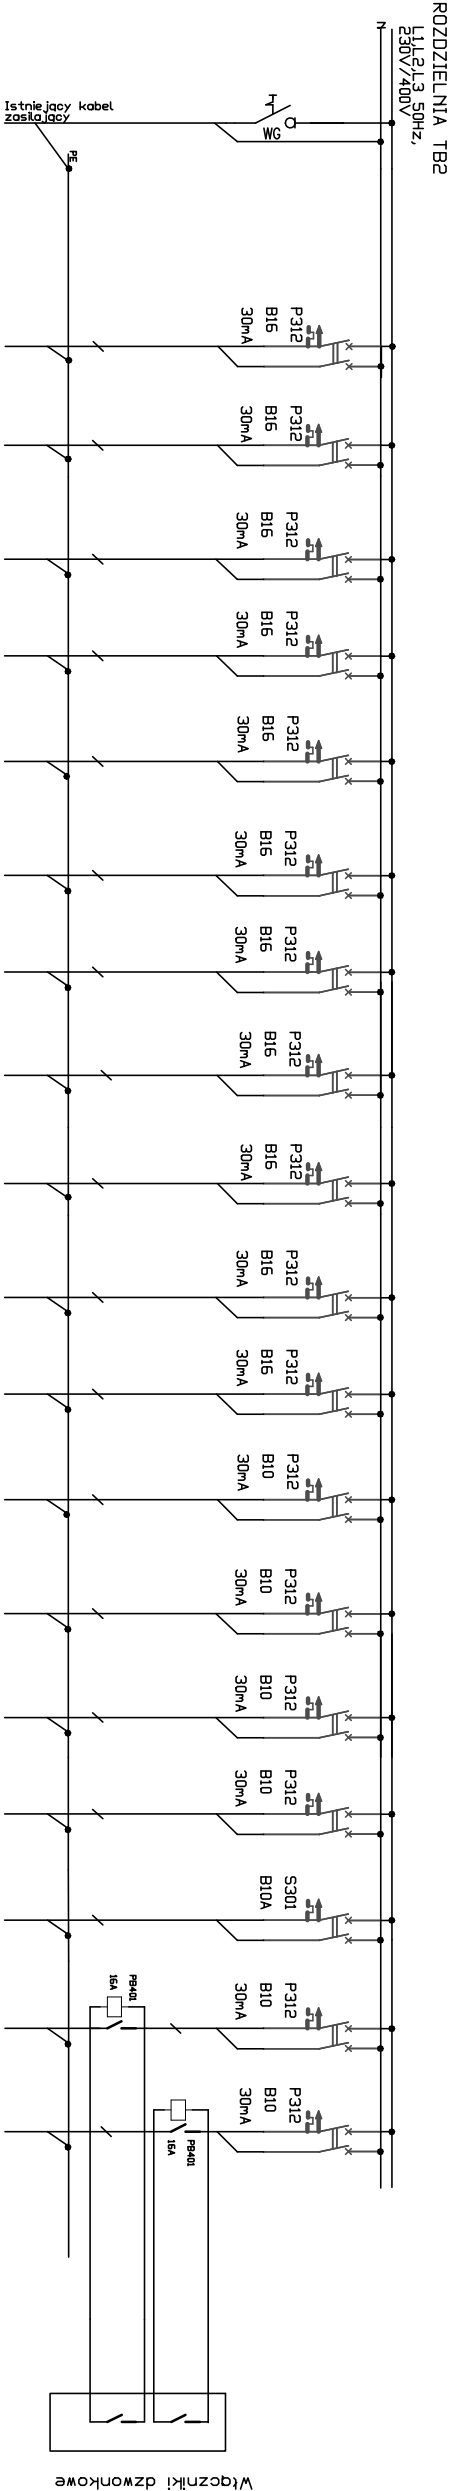 ROZDZIELNIA TB2
L1,L2,L3 50Hz,
230V/400V
N
Istniejący kabel
zasilający
WG
PE
P312
B16
30mA
P312
B16
30mA
P312
B16
30mA
P312
B16
30mA
P312
B16
30mA
P312
B16
30mA
P312
B16
30mA
P312
B16
30mA
P312
B16
30mA
P312
B16
30mA
P312
B16
30mA
P312
B10
30mA
P312
B10
30mA
P312
B10
30mA
P312
B10
30mA
S301
B10A
P312
B10
30mA
PB401
16A
P312
B10
30mA
PB401
16A
Włączniki dzwonkowe